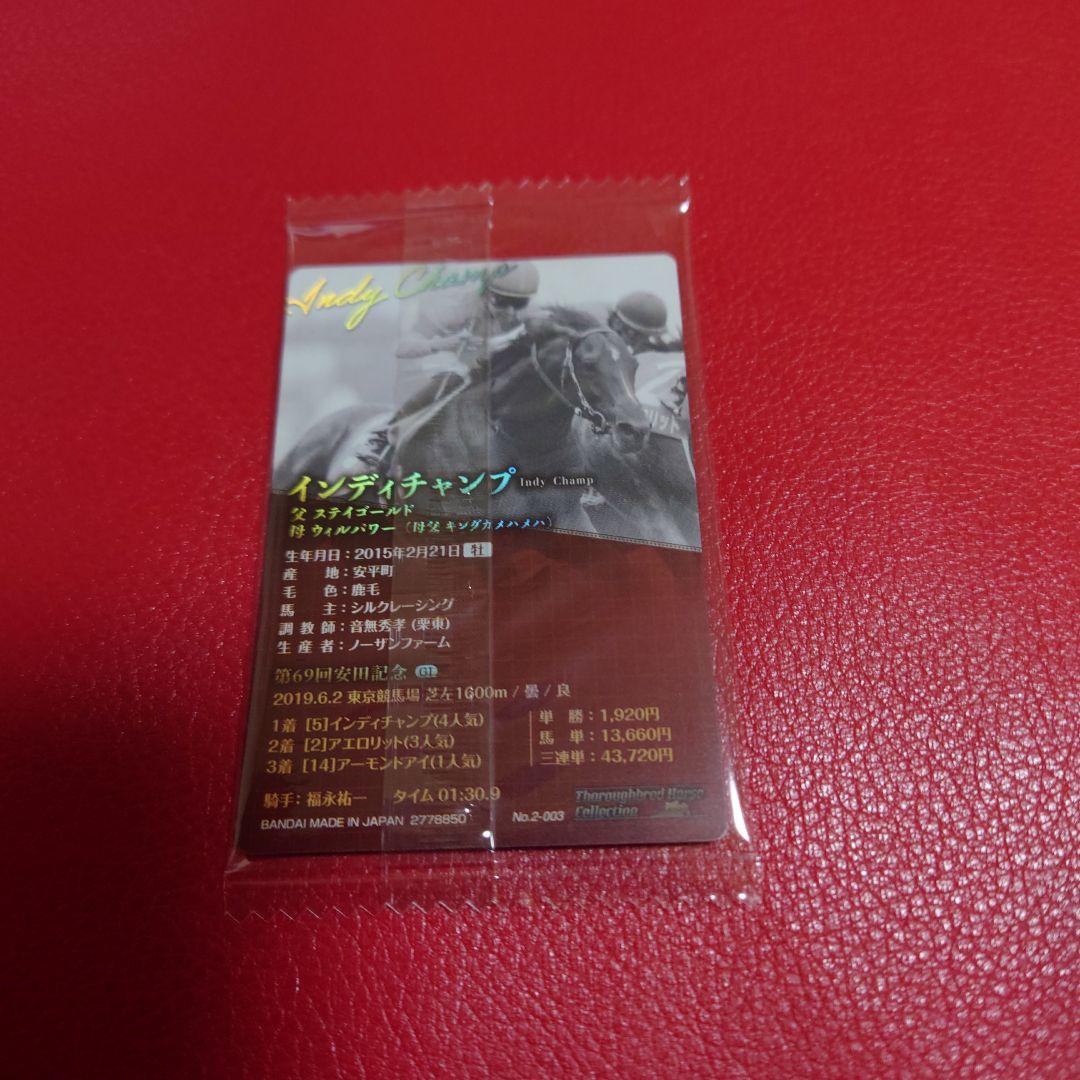 Indy Champ
リット
インディチャンプ Indy Champ
父 ステイゴールド
母 ウィルパワー（母父 キングカメハメハ）
生年月日：2015年2月21日 牡
産　地：安平町
毛　色：鹿毛
馬　主：シルクレーシング
調教師：音無秀孝(栗東)
生産者：ノーザンファーム
第69回安田記念 GI
2019.6.2 東京競馬場 芝左1600m / 曇 / 良
1着 [5]インディチャンプ(4人気)
2着 [2]アエロリット(3人気)
3着 [14]アーモンドアイ(1人気)
単　勝：1,920円
馬　単：13,660円
三連単：43,720円
騎手：福永祐一　タイム 01:30.9
BANDAI MADE IN JAPAN 2778850 No.2-003
Thoroughbred Horse
Collection